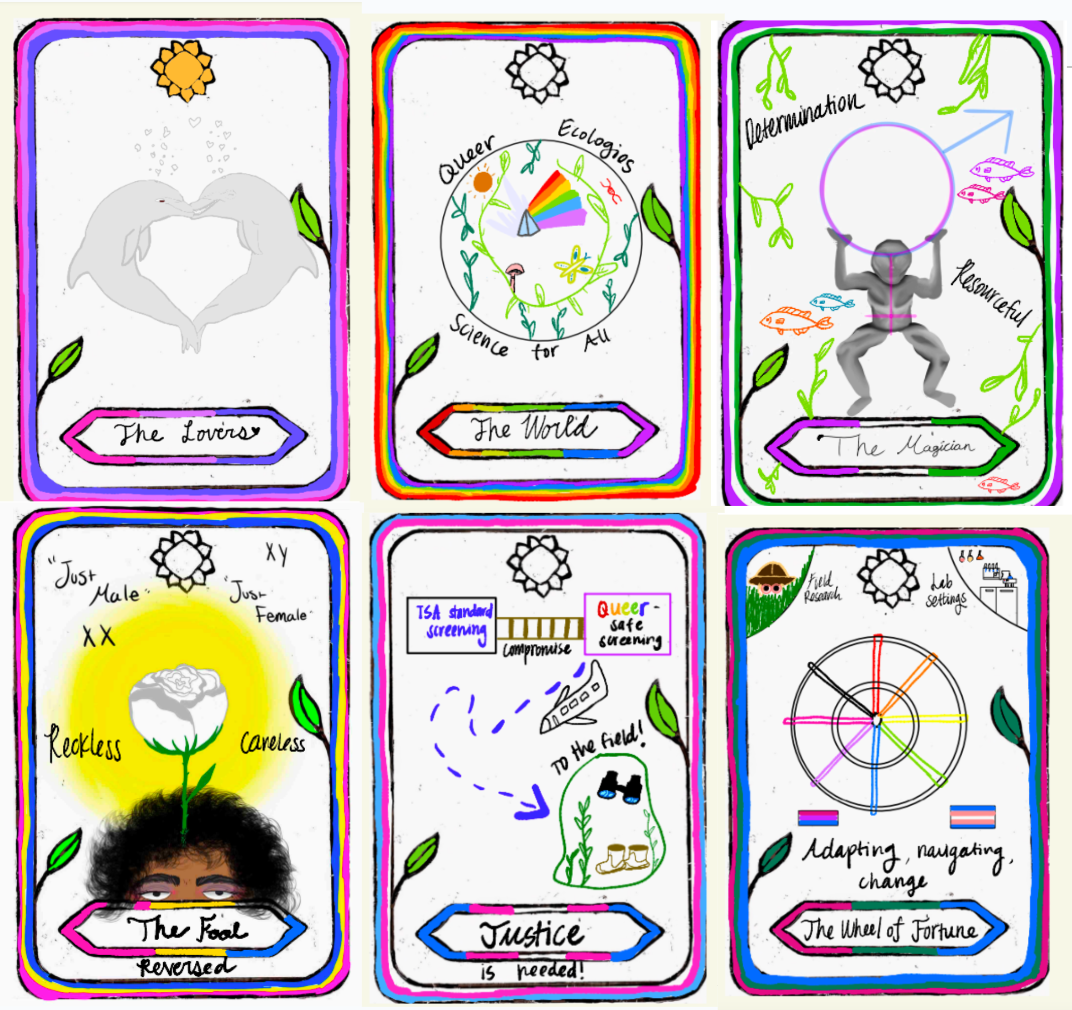 The Lovers
Queer Ecologies
Science for All
The World
Determination
Resourceful
The Magician
"Just Male"
XY
"Just Female"
XX
Reckless
Careless
The Fool
Reversed
TSA standard
screening
compromise
Queer-
safe
screening
To the field!
Justice
is needed!
Field
Research
Lab
Settings
Adapting, navigating,
change
The Wheel of Fortune